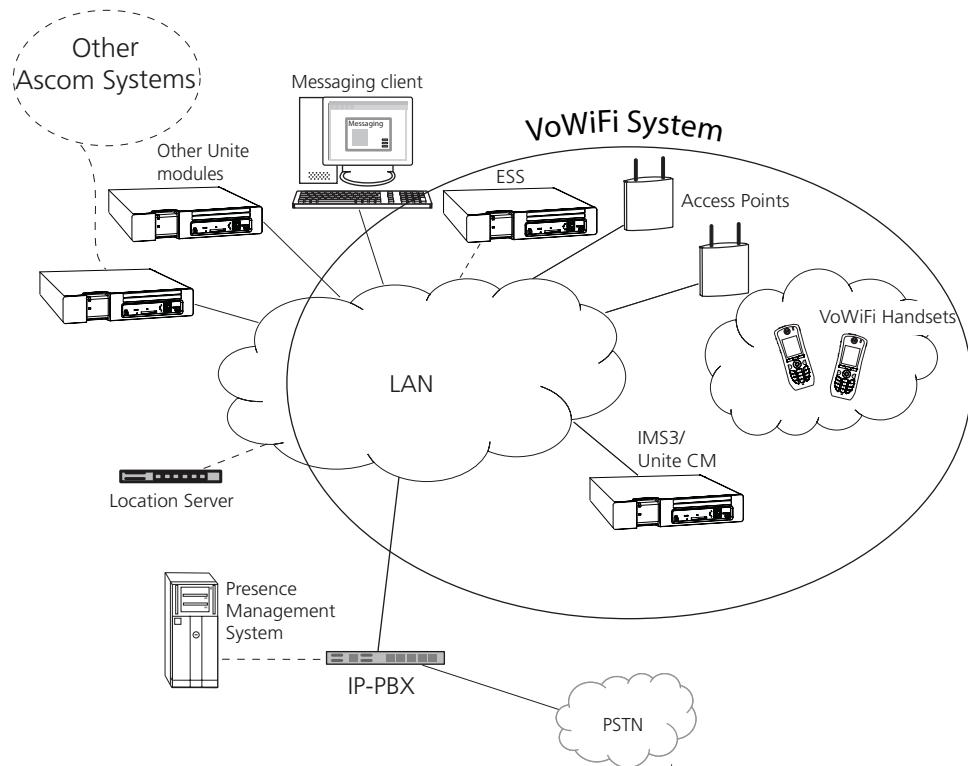 Other
Ascom Systems
Messaging client
Messaging
VoWiFi System
Other Unite
modules
ESS
Access Points
VoWiFi Handsets
LAN
IMS3/
Unite CM
Location Server
Presence
Management
System
IP-PBX
PSTN